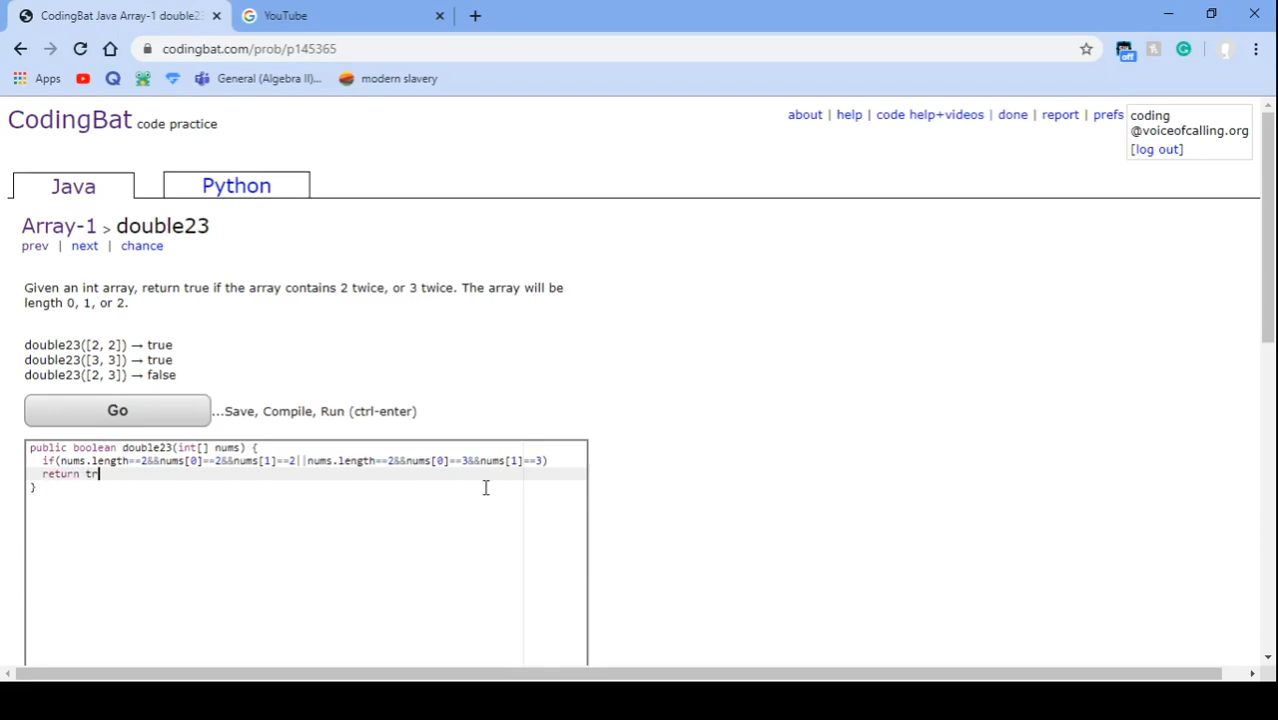 CodingBat Java Array-1 double23
YouTube
codingbat.com/prob/p145365
off
Apps
General (Algebra II)...
modern slavery
CodingBat code practice
about | help | code help+videos | done | report | prefs
coding
@voiceofcalling.org
[log out]
Java
Python
Array-1 > double23
prev | next | chance
Given an int array, return true if the array contains 2 twice, or 3 twice. The array will be
length 0, 1, or 2.
double23([2, 2]) → true
double23([3, 3]) → true
double23([2, 3]) → false
Go
...Save, Compile, Run (ctrl-enter)
public boolean double23(int[] nums) {
if(nums.length==2&&nums[0]==2&&nums[1]==2||nums.length==2&&nums[0]==3&&nums[1]==3)
return tr
}